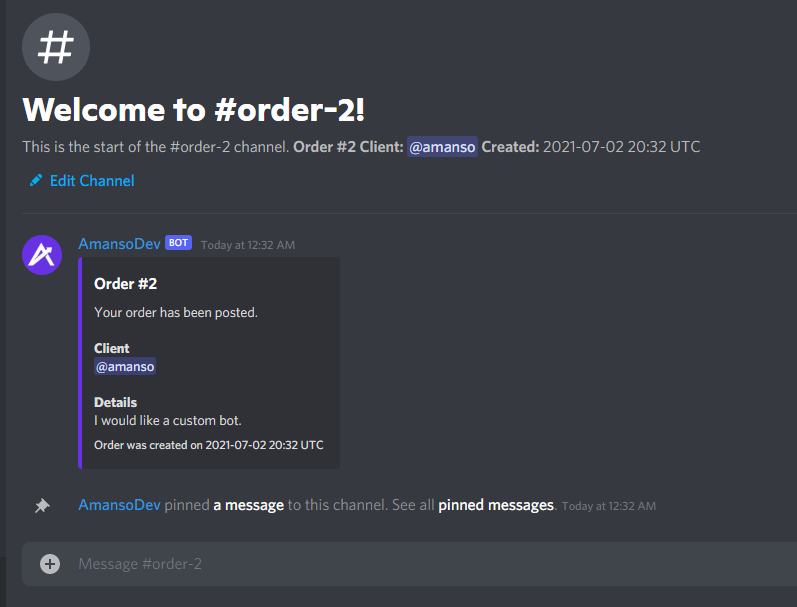 #
Welcome to #order-2!
This is the start of the #order-2 channel. Order #2 Client: @amanso Created: 2021-07-02 20:32 UTC
Edit Channel
AmansoDev BOT Today at 12:32 AM
Order #2
Your order has been posted.
Client
@amanso
Details
I would like a custom bot.
Order was created on 2021-07-02 20:32 UTC
AmansoDev pinned a message to this channel. See all pinned messages. Today at 12:32 AM
Message #order-2